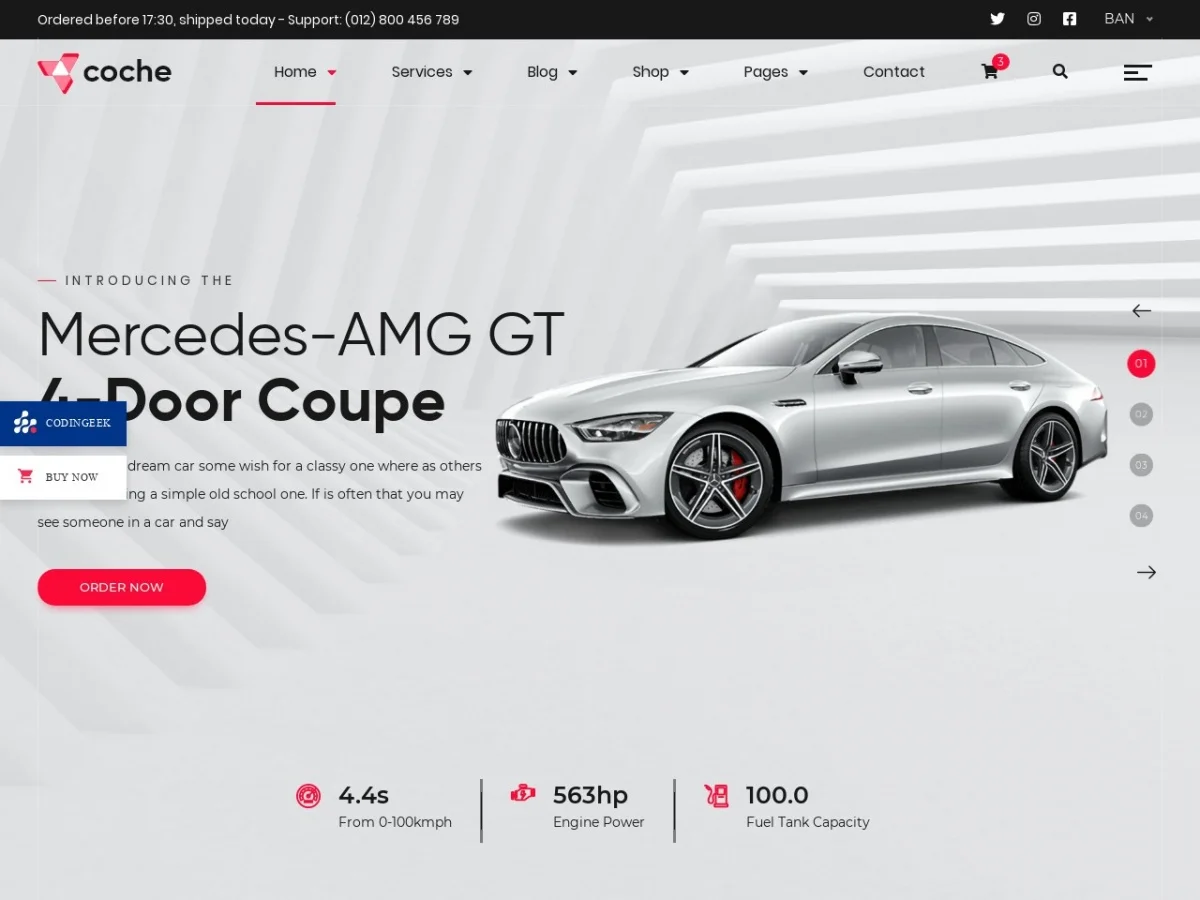 Ordered before 17:30, shipped today - Support: (012) 800 456 789
BAN
coche
Home
Services
Blog
Shop
Pages
Contact
3
INTRODUCING THE
Mercedes-AMG GT
4-Door Coupe
CODINGEEK
BUY NOW
dream car some wish for a classy one where as others
ing a simple old school one. If is often that you may
see someone in a car and say
ORDER NOW
01
02
03
04
4.4s
From 0-100kmph
563hp
Engine Power
100.0
Fuel Tank Capacity